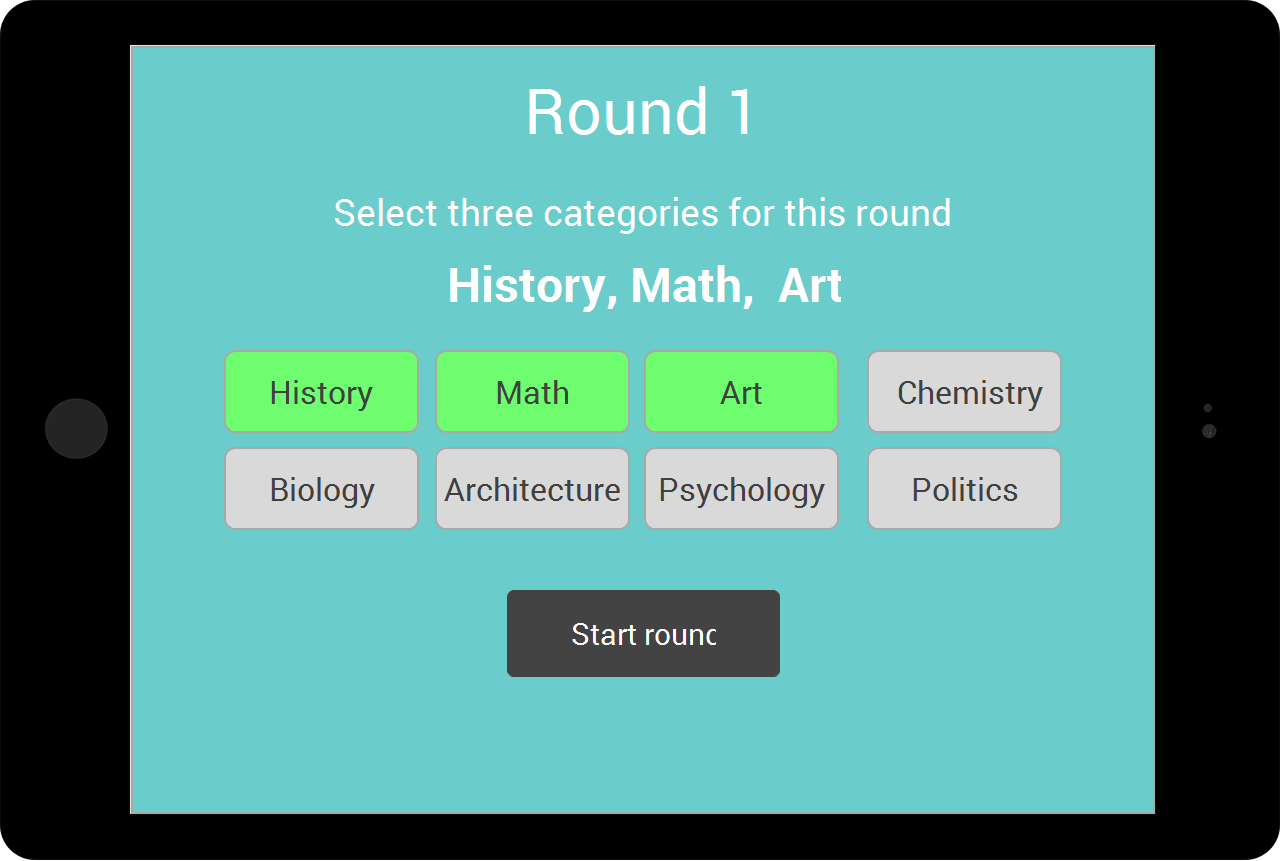 Round 1
Select three categories for this round
History, Math,  Art
History Math Art Chemistry
Biology Architecture Psychology Politics
Start round